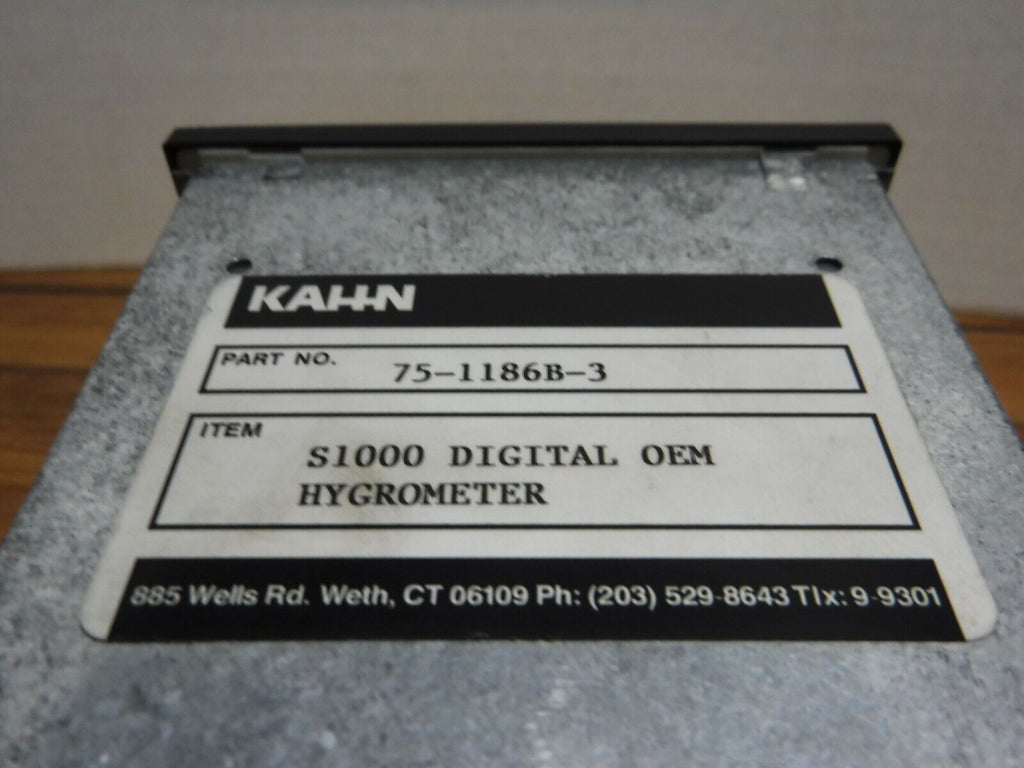 KAHN
PART NO. 75-1186B-3
ITEM
S1000 DIGITAL OEM
HYGROMETER
885 Wells Rd. Weth, CT 06109 Ph: (203) 529-8643 Tlx: 9-9301